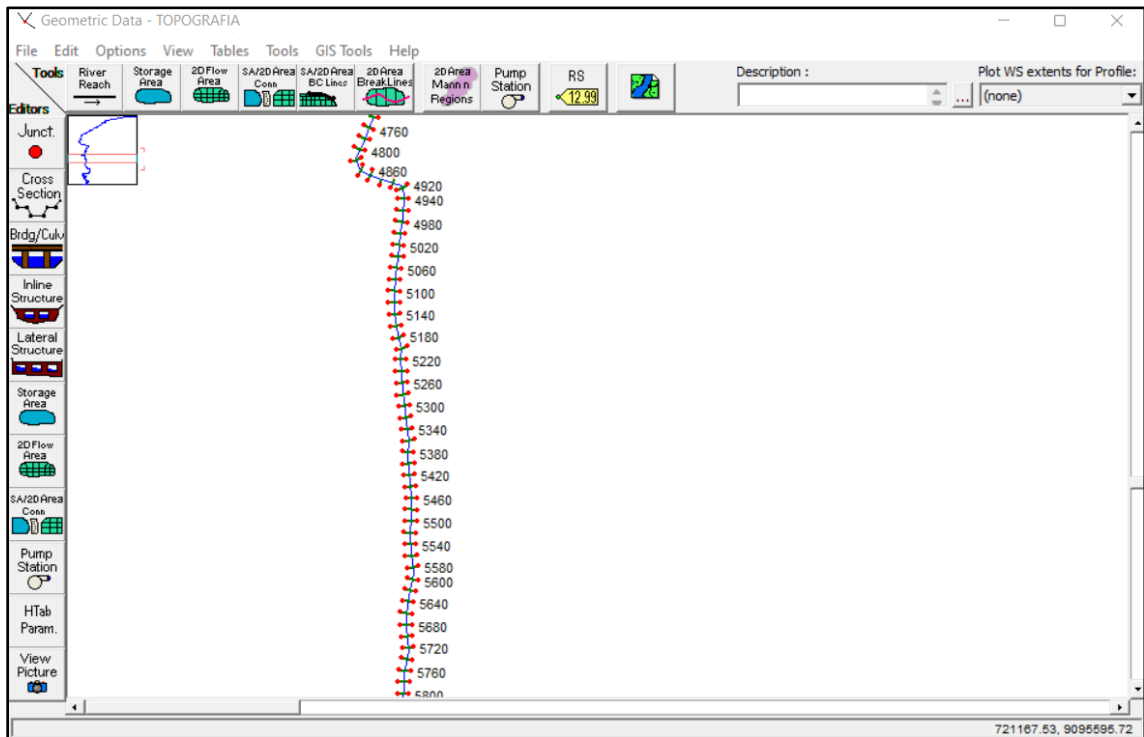 Geometric Data - TOPOGRAFIA
File Edit Options View Tables Tools GIS Tools Help
Tools
Editors
River
Reach
Storage
Area
2D Flow
Area
SA/2D Area
Conn
SA/2D Area
BC Lines
2D Area
BreakLines
2D Area
Mann n
Regions
Pump
Station
RS
12.99
Description :
...
Plot WS extents for Profile:
(none)
Junct.
Cross
Section
Brdg/Culv
Inline
Structure
Lateral
Structure
Storage
Area
2D Flow
Area
SA/2D Area
Conn
Pump
Station
HTab
Param.
View
Picture
4760
4800
4860
4920
4940
4980
5020
5060
5100
5140
5180
5220
5260
5300
5340
5380
5420
5460
5500
5540
5580
5600
5640
5680
5720
5760
5800
721167.53, 9095595.72